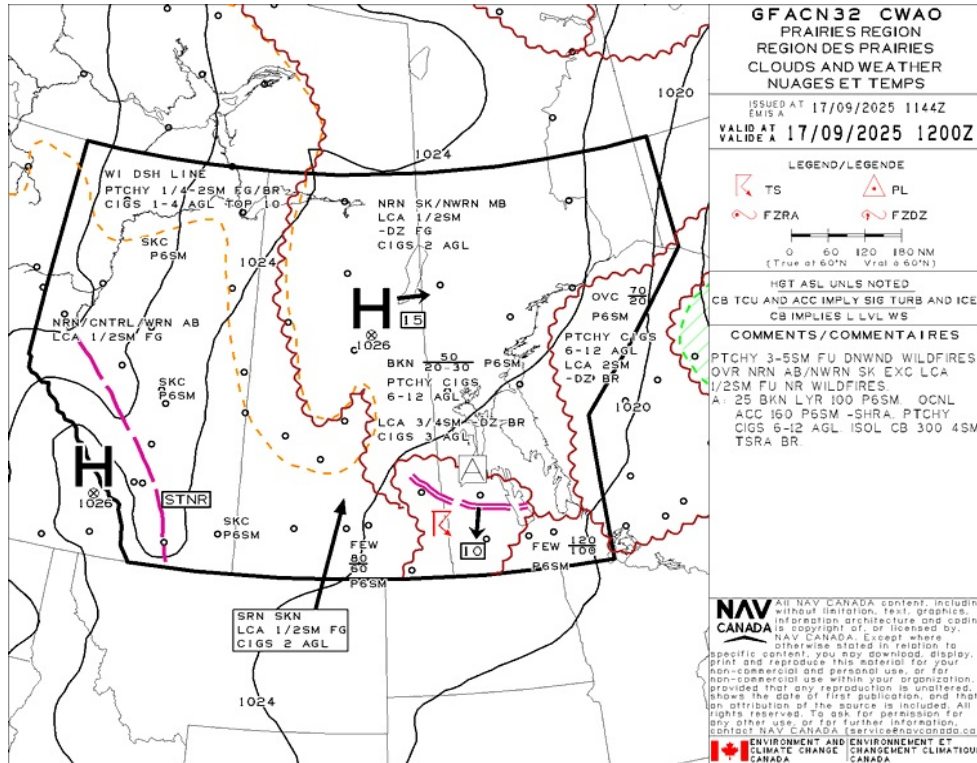 GFACN32 CWAO
PRAIRIES REGION
REGION DES PRAIRIES
CLOUDS AND WEATHER
NUAGES ET TEMPS
ISSUED AT
EMIS A
17/09/2025 1144Z
VALID AT
VALIDE A
17/09/2025 1200Z
LEGEND/LEGENDE
TS
PL
FZRA
FZDZ
0 60 120 180 NM
(True at 60°N Vrai à 60°N)
HGT ASL UNLS NOTED
CB TCU AND ACC IMPLY SIG TURB AND ICE
CB IMPLIES L LVL WS
COMMENTS/COMMENTAIRES
PTCHY 3-5SM FU DNWND WILDFIRES
OVR NRN AB/NWRN SK EXC LCA
1/2SM FU NR WILDFIRES.
A: 25 BKN LYR 100 P6SM. OCNL
ACC 160 P6SM -SHRA. PTCHY
CIGS 6-12 AGL. ISOL CB 300 4SM
TSRA BR.
NAV
CANADA
All NAV CANADA content, includin
without limitation, text, graphics,
information architecture and codin
is copyright of, or licensed by,
NAV CANADA. Except where
otherwise stated in relation to
specific content, you may download, display,
print and reproduce this material for your
non-commercial and personal use, or for
non-commercial use within your organization,
provided that any reproduction is unaltered,
shows the date of first publication, and that
an attribution of the source is included. All
rights reserved. To ask for permission for
any other use, or for further information,
contact NAV CANADA (service@navcanada.ca
ENVIRONMENT AND
CLIMATE CHANGE
CANADA
ENVIRONNEMENT ET
CHANGEMENT CLIMATIQU
CANADA
1020
1024
WI DSH LINE
PTCHY 1/4-2SM FG/BR
CIGS 1-4 AGL TOP 10
NRN SK/NWRN MB
LCA 1/2SM
-DZ FG
CIGS 2 AGL
SKC
P6SM
1024
H
1026
15
OVC 70
20
P6SM
NRN/CNTRL/WRN AB
LCA 1/2SM FG
PTCHY CIGS
6-12 AGL
LCA 2SM
-DZ BR
BKN 50
20-30
P6SM
PTCHY CIGS
6-12 AGL
LCA 3/4SM -DZ BR
CIGS 3 AGL
SKC
P6SM
1020
H
1026
A
STNR
SKC
P6SM
FEW
80
60
P6SM
10
FEW 120
100
P6SM
SRN SKN
LCA 1/2SM FG
CIGS 2 AGL
1024